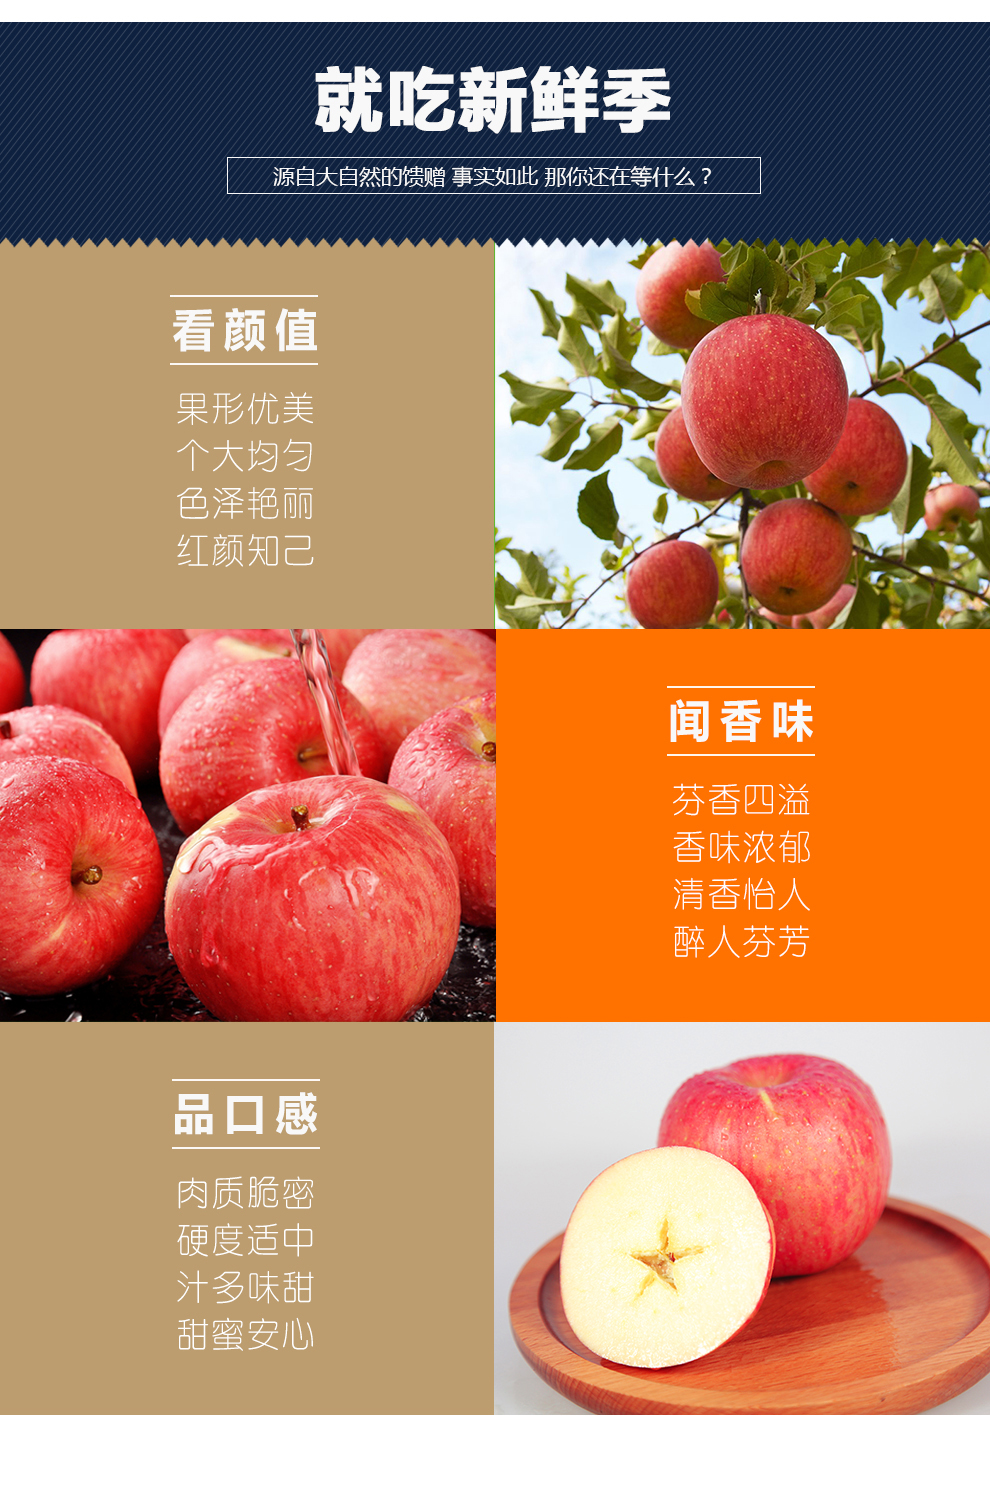 就吃新鲜季
源自大自然的馈赠 事实如此 那你还在等什么？
看颜值
果形优美
个大均匀
色泽艳丽
红颜知己
闻香味
芬香四溢
香味浓郁
清香怡人
醉人芬芳
品口感
肉质脆密
硬度适中
汁多味甜
甜蜜安心